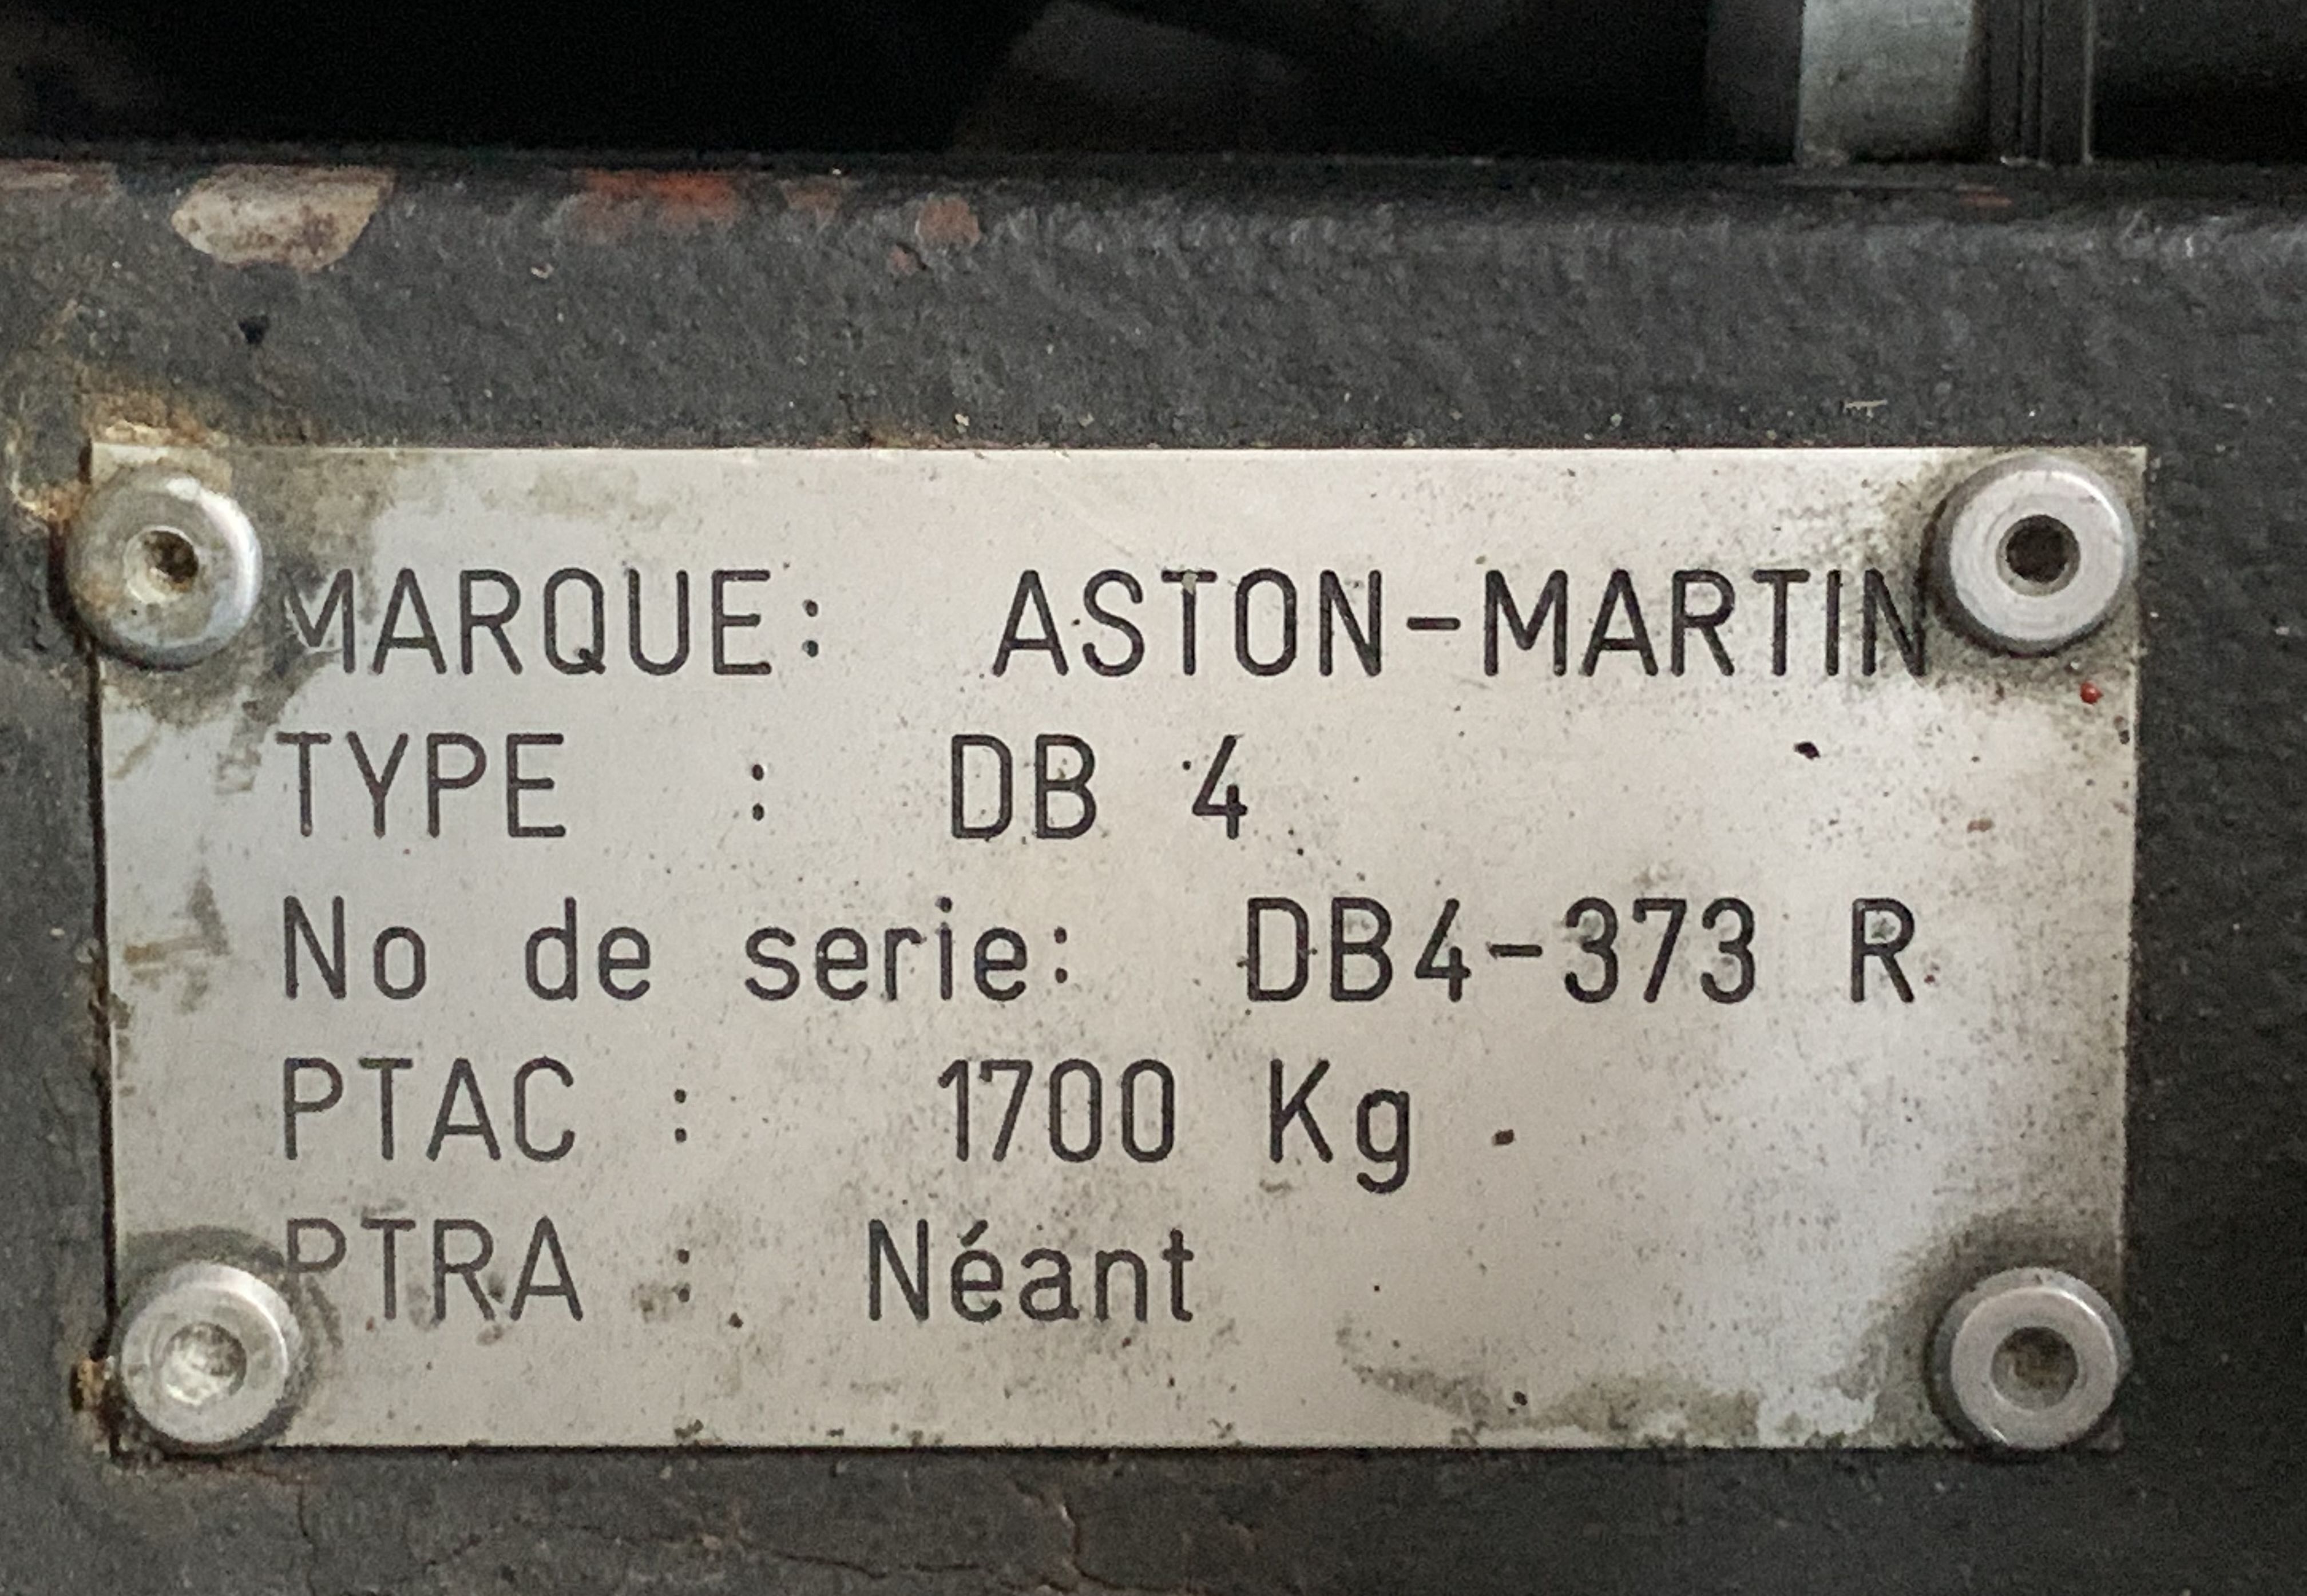 MARQUE: ASTON-MARTIN
TYPE : DB 4
No de serie: DB4-373 R
PTAC : 1700 Kg
PTRA : Néant